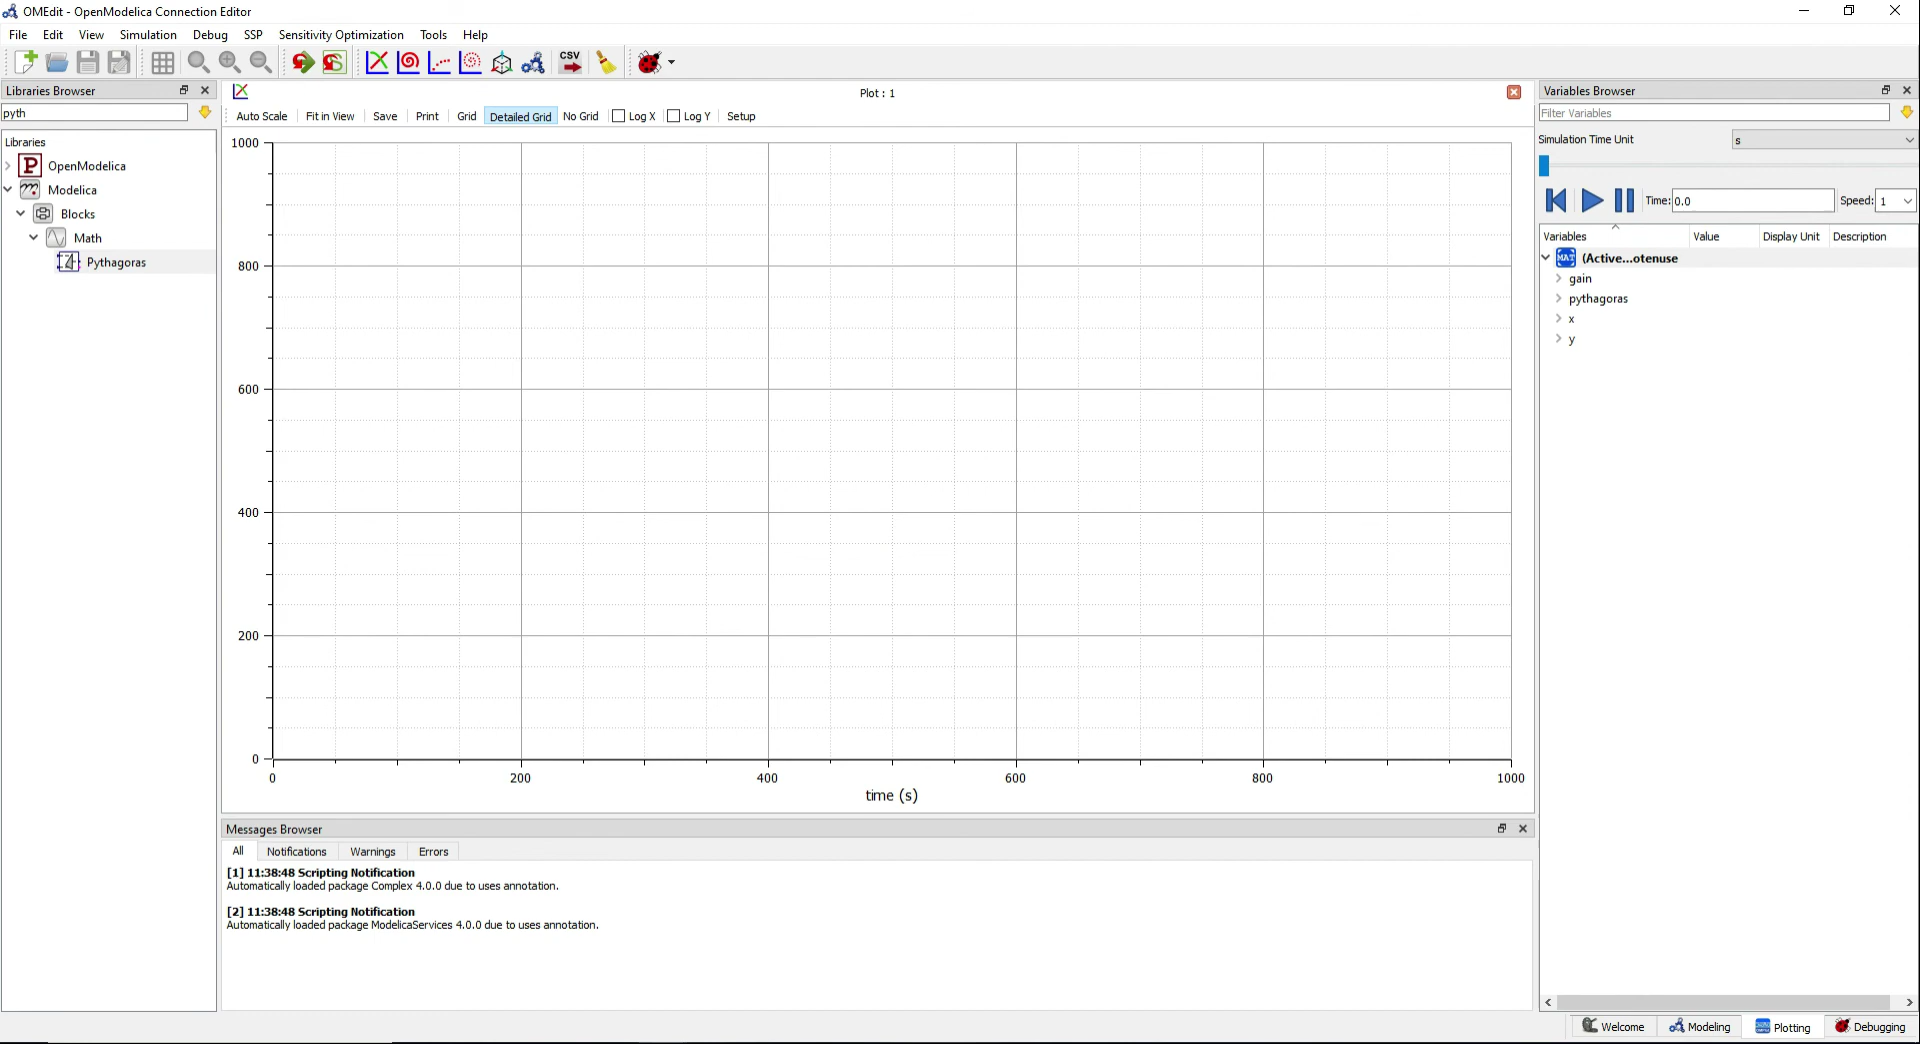 OMEdit - OpenModelica Connection Editor
File Edit View Simulation Debug SSP Sensitivity Optimization Tools Help
CSV
Libraries Browser
pyth
Libraries
P OpenModelica
Modelica
Blocks
Math
Pythagoras
Plot : 1
Auto Scale Fit in View Save Print Grid Detailed Grid No Grid Log X Log Y Setup
1000
800
600
400
200
0
0 200 400 600 800 1000
time (s)
Messages Browser
All Notifications Warnings Errors
[1] 11:38:48 Scripting Notification
Automatically loaded package Complex 4.0.0 due to uses annotation.
[2] 11:38:48 Scripting Notification
Automatically loaded package ModelicaServices 4.0.0 due to uses annotation.
Variables Browser
Filter Variables
Simulation Time Unit s
Time: 0.0 Speed: 1
Variables Value Display Unit Description
MAT (Active...otenuse
gain
pythagoras
x
y
Welcome Modeling Plotting Debugging